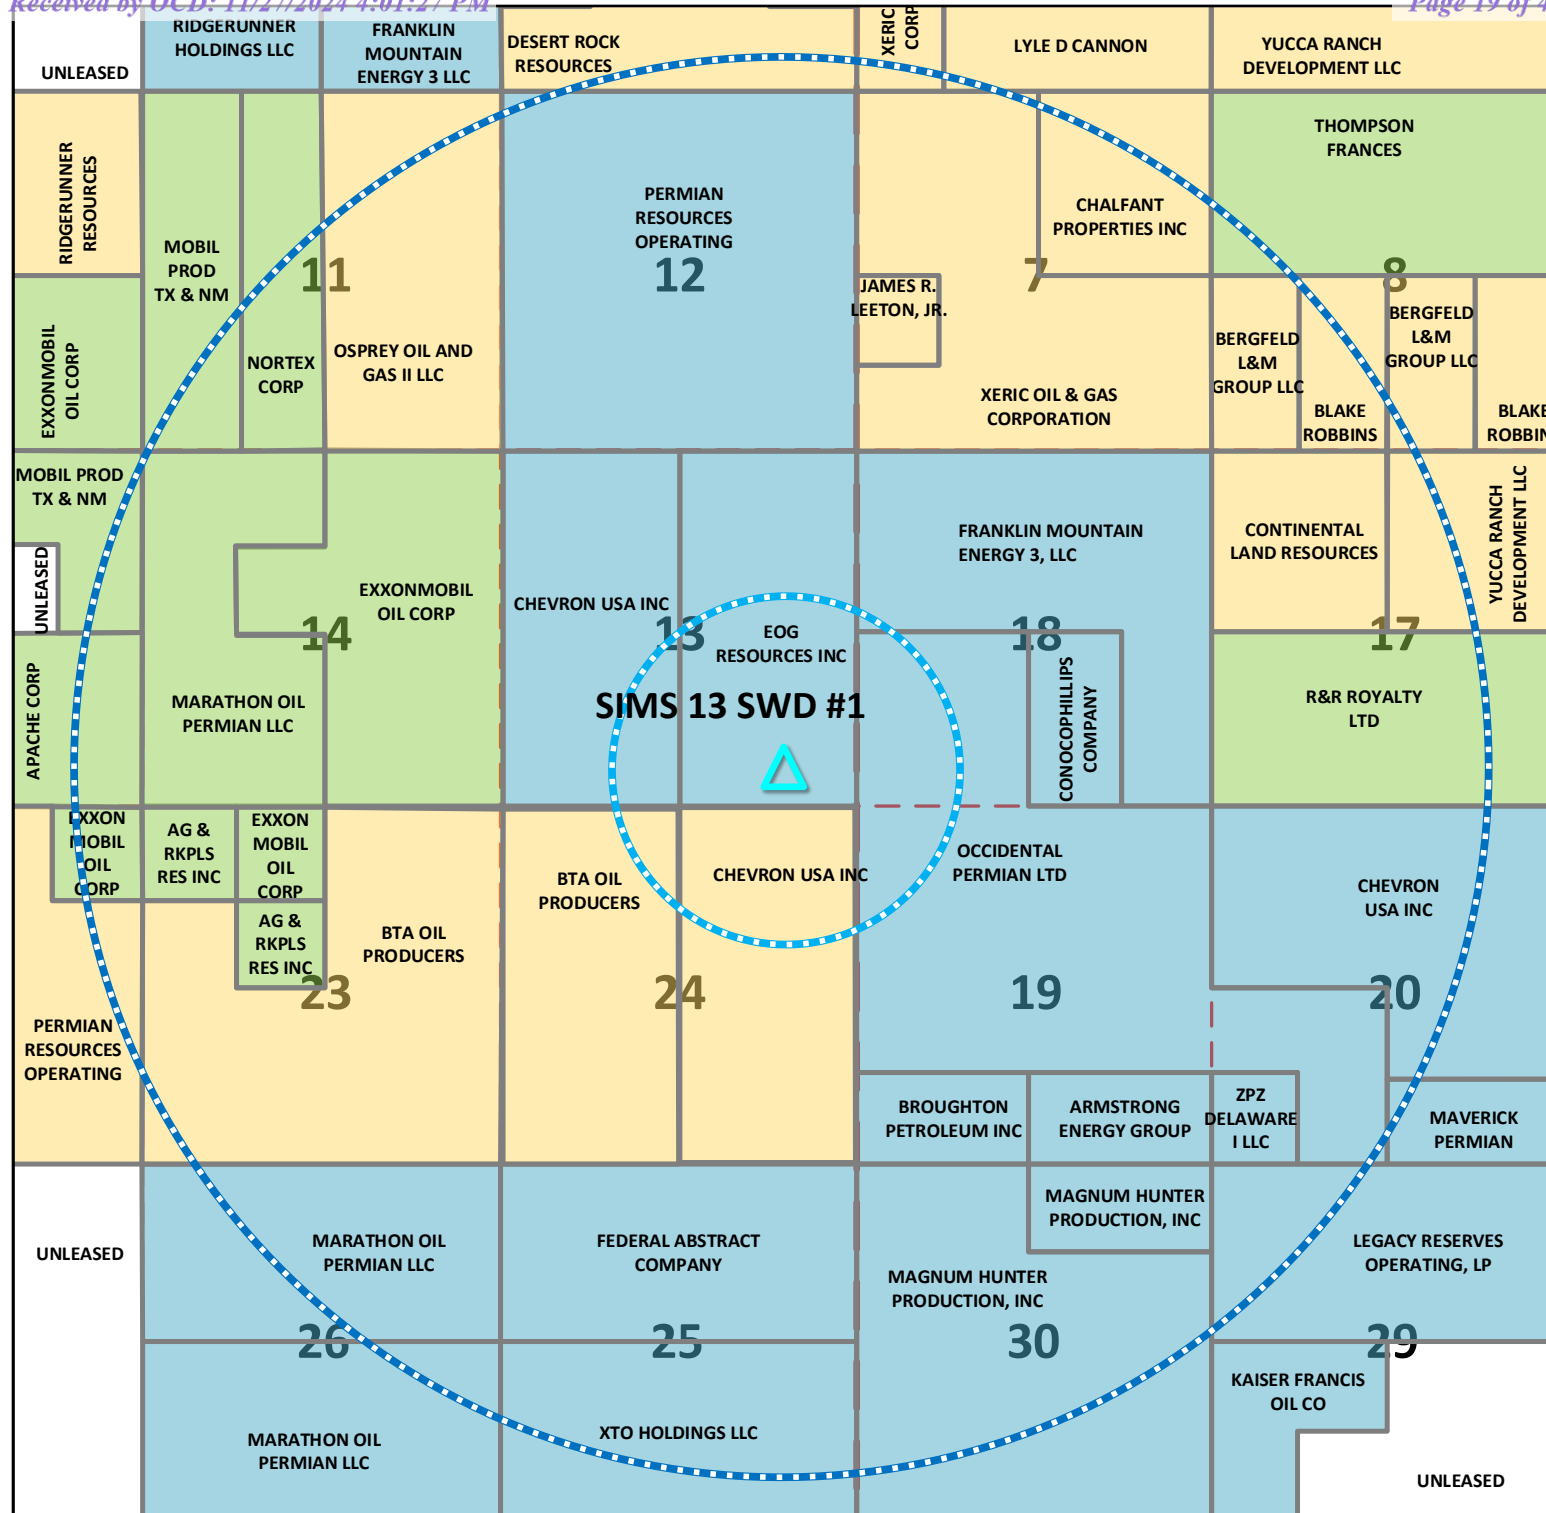 Received by OCD: 11/27/2024 4:01:27 PM
Page 19 of 4
UNLEASED
RIDGERUNNER
HOLDINGS LLC
FRANKLIN
MOUNTAIN
ENERGY 3 LLC
DESERT ROCK
RESOURCES
XERIC
CORP
LYLE D CANNON
YUCCA RANCH
DEVELOPMENT LLC
RIDGERUNNER
RESOURCES
MOBIL
PROD
TX & NM
11
NORTEX
CORP
OSPREY OIL AND
GAS II LLC
PERMIAN
RESOURCES
OPERATING
12
CHALFANT
PROPERTIES INC
7
JAMES R.
LEETON, JR.
XERIC OIL & GAS
CORPORATION
THOMPSON
FRANCES
8
BERGFELD
L&M
GROUP LLC
BLAKE
ROBBINS
BERGFELD
L&M
GROUP LLC
BLAKE
ROBBIN
EXXONMOBIL
OIL CORP
MOBIL PROD
TX & NM
UNLEASED
EXXONMOBIL
OIL CORP
14
MARATHON OIL
PERMIAN LLC
APACHE CORP
CHEVRON USA INC
13
EOG
RESOURCES INC
SIMS 13 SWD #1
FRANKLIN MOUNTAIN
ENERGY 3, LLC
18
CONOCOPHILLIPS
COMPANY
CONTINENTAL
LAND RESOURCES
YUCCA RANCH
DEVELOPMENT LLC
17
R&R ROYALTY
LTD
EXXON
MOBIL
OIL
CORP
AG &
RKPLS
RES INC
EXXON
MOBIL
OIL
CORP
AG &
RKPLS
RES INC
BTA OIL
PRODUCERS
23
BTA OIL
PRODUCERS
CHEVRON USA INC
24
OCCIDENTAL
PERMIAN LTD
19
CHEVRON
USA INC
20
PERMIAN
RESOURCES
OPERATING
BROUGHTON
PETROLEUM INC
ARMSTRONG
ENERGY GROUP
ZPZ
DELAWARE
I LLC
MAVERICK
PERMIAN
UNLEASED
MARATHON OIL
PERMIAN LLC
26
FEDERAL ABSTRACT
COMPANY
25
MAGNUM HUNTER
PRODUCTION, INC
MAGNUM HUNTER
PRODUCTION, INC
30
LEGACY RESERVES
OPERATING, LP
29
KAISER FRANCIS
OIL CO
MARATHON OIL
PERMIAN LLC
XTO HOLDINGS LLC
UNLEASED